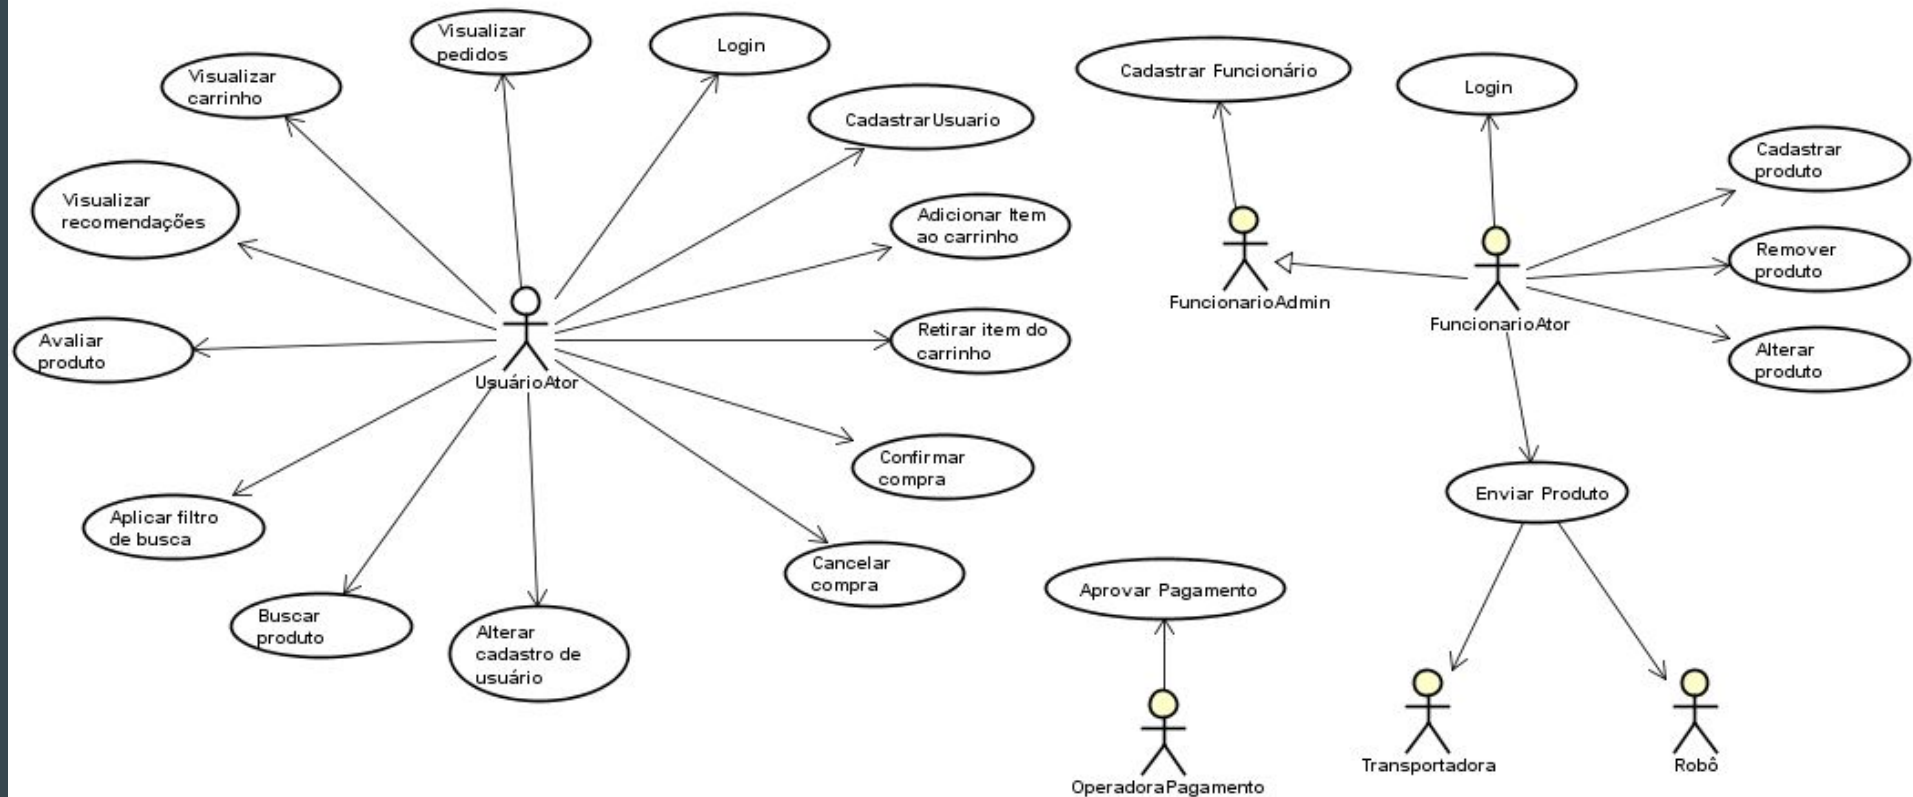 Visualizar
pedidos
Login
Visualizar
carrinho
CadastrarUsuario
Visualizar
recomendações
Adicionar Item
ao carrinho
Avaliar
produto
Retirar item do
carrinho
UsuárioAtor
Confirmar
compra
Aplicar filtro
de busca
Cancelar
compra
Buscar
produto
Alterar
cadastro de
usuário
Cadastrar Funcionário
Login
Cadastrar
produto
Remover
produto
FuncionarioAdmin
FuncionarioAtor
Alterar
produto
Enviar Produto
Aprovar Pagamento
OperadoraPagamento
Transportadora
Robô